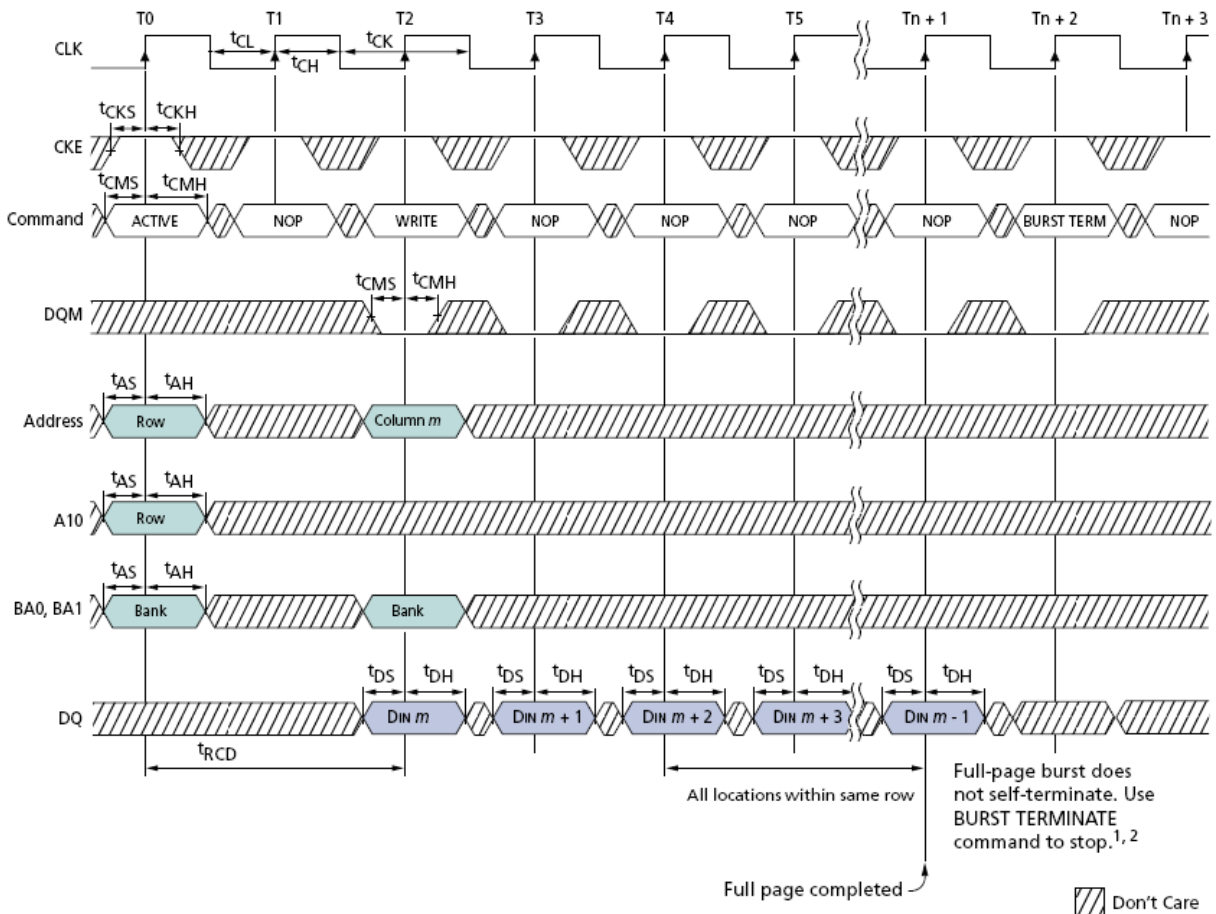 T0 T1 T2 T3 T4 T5 Tn + 1 Tn + 2 Tn + 3
CLK
tCL tCK
tCH
tCKS tCKH
CKE
tCMS tCMH
Command ACTIVE NOP WRITE NOP NOP NOP NOP BURST TERM NOP
tCMS tCMH
DQM
tAS tAH
Address Row Column m
tAS tAH
A10 Row
tAS tAH
BA0, BA1 Bank Bank
tDS tDH tDS tDH tDS tDH tDS tDH tDS tDH
DQ DIN m DIN m + 1 DIN m + 2 DIN m + 3 DIN m - 1
tRCD
All locations within same row
Full-page burst does
not self-terminate. Use
BURST TERMINATE
command to stop.1, 2
Full page completed
Don't Care